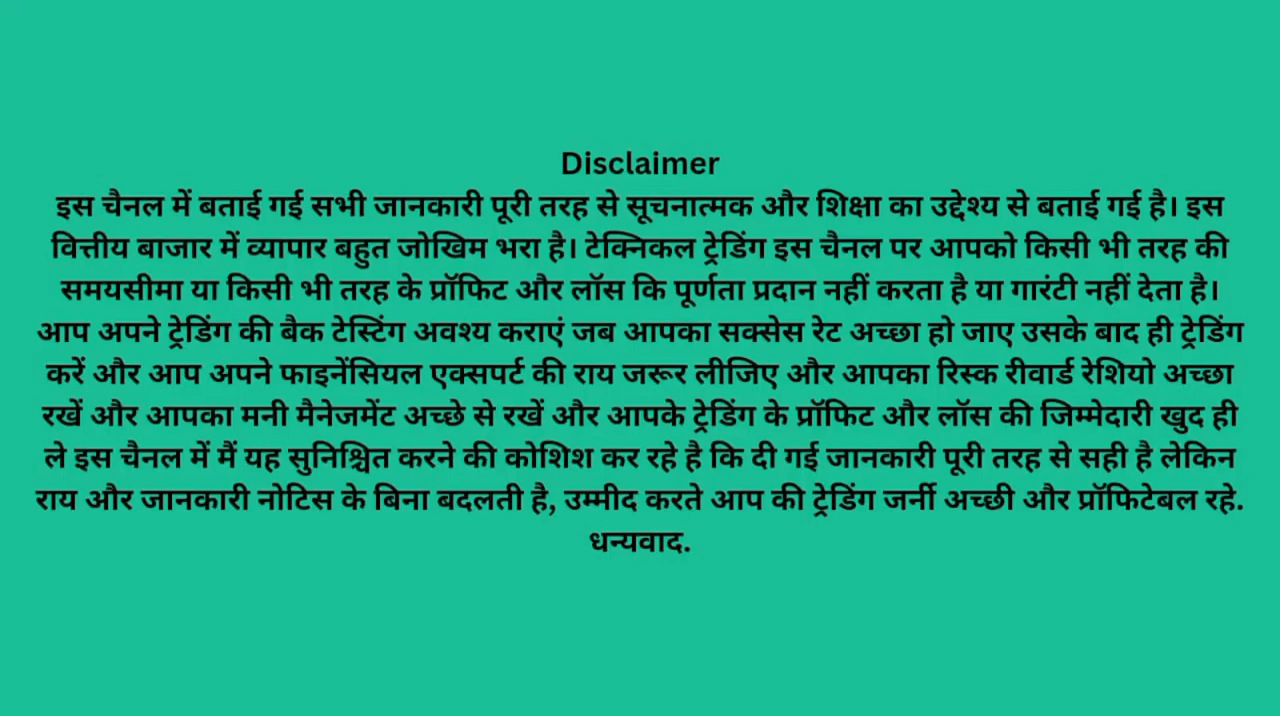 Disclaimer
इस चैनल में बताई गई सभी जानकारी पूरी तरह से सूचनात्मक और शिक्षा का उद्देश्य से बताई गई है। इस
वित्तीय बाजार में व्यापार बहुत जोखिम भरा है। टेक्निकल ट्रेडिंग इस चैनल पर आपको किसी भी तरह की
समयसीमा या किसी भी तरह के प्रॉफिट और लॉस कि पूर्णता प्रदान नहीं करता है या गारंटी नहीं देता है।
आप अपने ट्रेडिंग की बैक टेस्टिंग अवश्य कराएं जब आपका सक्सेस रेट अच्छा हो जाए उसके बाद ही ट्रेडिंग
करें और आप अपने फाइनेंसियल एक्सपर्ट की राय जरूर लीजिए और आपका रिस्क रीवार्ड रेशियो अच्छा
रखें और आपका मनी मैनेजमेंट अच्छे से रखें और आपके ट्रेडिंग के प्रॉफिट और लॉस की जिम्मेदारी खुद ही
ले इस चैनल में मैं यह सुनिश्चित करने की कोशिश कर रहे है कि दी गई जानकारी पूरी तरह से सही है लेकिन
राय और जानकारी नोटिस के बिना बदलती है, उम्मीद करते आप की ट्रेडिंग जर्नी अच्छी और प्रॉफिटेबल रहे.
धन्यवाद.